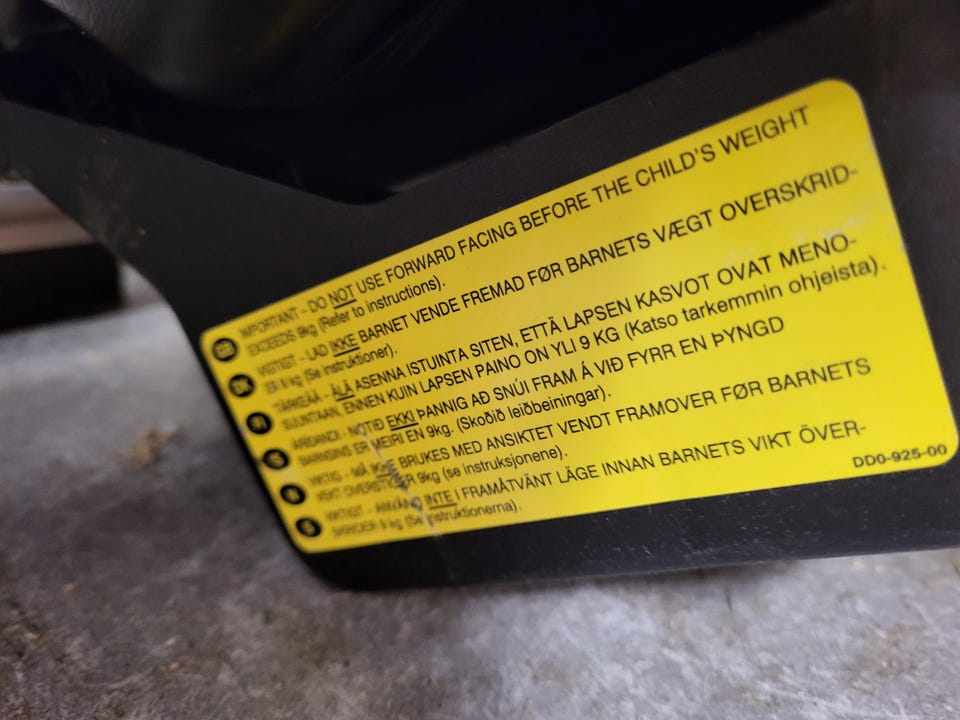 IMPORTANT - DO NOT USE FORWARD FACING BEFORE THE CHILD'S WEIGHT
EXCEEDS 9kg (Refer to instructions).
DK VIGTIGT - LAD IKKE BARNET VENDE FREMAD FØR BARNETS VÆGT OVERSKRID-
ER 9 kg (Se instruktioner).
TÄRKEÄÄ - ÄLÄ ASENNA ISTUINTA SITEN, ETTÄ LAPSEN KASVOT OVAT MENO-
SUUNTAAN, ENNEN KUIN LAPSEN PAINO ON YLI 9 KG (Katso tarkemmin ohjeista).
ÁRÍÐANDI - NOTIÐ EKKI ÞANNIG AÐ SNÚI FRAM Á VIÐ FYRR EN ÞYNGD
BARNSINS ER MEIRI EN 9kg. (Skoðið leiðbeiningar).
VIKTIG - MÅ IKKE BRUKES MED ANSIKTET VENDT FRAMOVER FØR BARNETS
VEKT OVERSTIGER 9kg (se instruksjonene).
VIKTIGT - ANVÄND INTE I FRAMÅTVÄNT LÄGE INNAN BARNETS VIKT ÖVER-
SKRIDER 9 kg (Se instruktionerna).
DD0-925-00